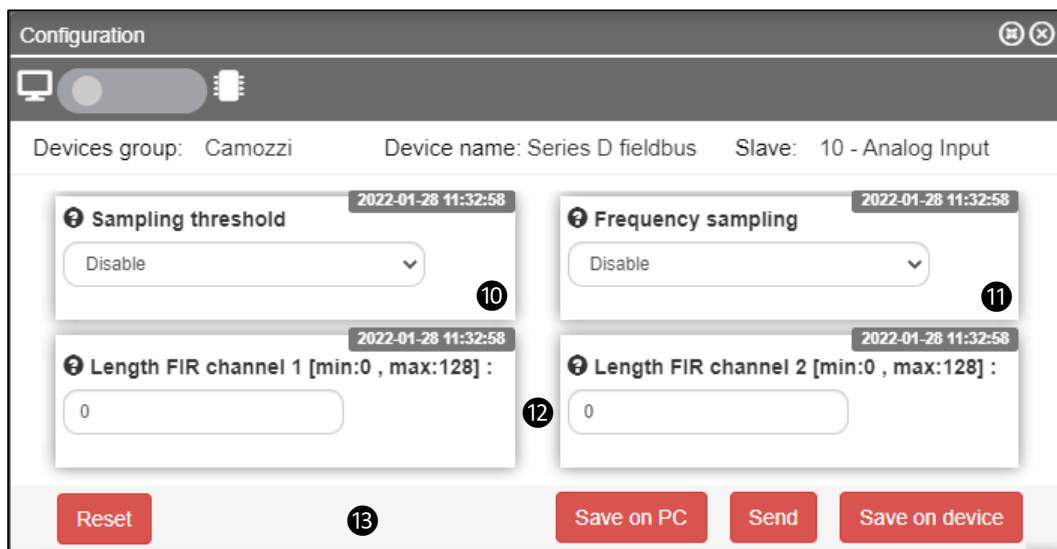 Configuration
Devices group: Camozzi Device name: Series D fieldbus Slave: 10 - Analog Input
2022-01-28 11:32:58
Sampling threshold
Disable
10
2022-01-28 11:32:58
Frequency sampling
Disable
11
2022-01-28 11:32:58
Length FIR channel 1 [min:0 , max:128] :
0
12
2022-01-28 11:32:58
Length FIR channel 2 [min:0 , max:128] :
0
Reset
13
Save on PC
Send
Save on device